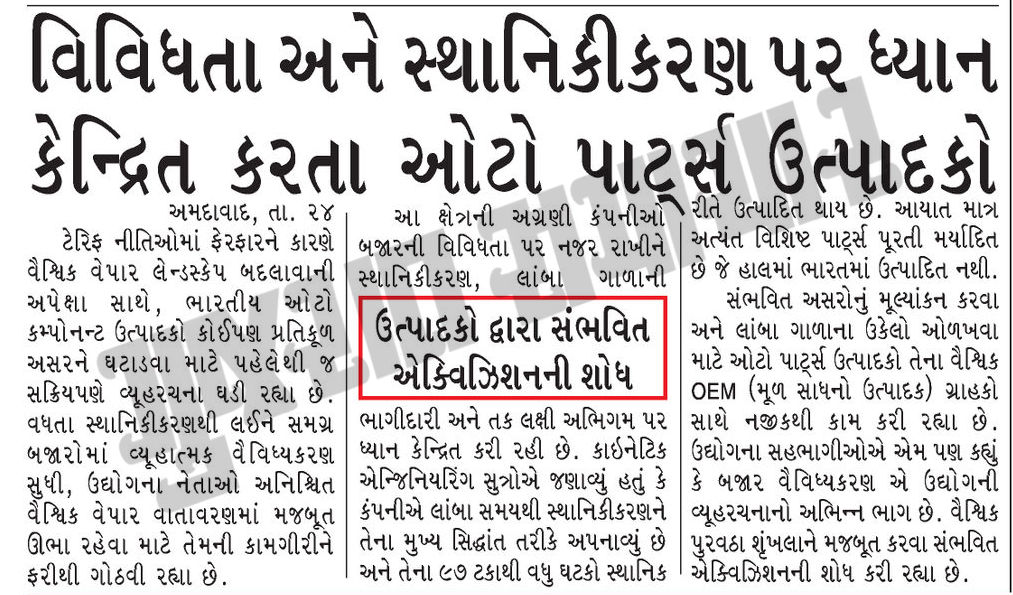 વિવિધતા અને સ્થાનિકીકરણ પર ધ્યાન
કેન્દ્રિત કરતા ઓટો પાર્ટ્સ ઉત્પાદકો
અમદાવાદ, તા. ૨૪
ટેરિફ નીતિઓમાં ફેરફારને કારણે
વૈશ્વિક વેપાર લેન્ડસ્કેપ બદલાવાની
અપેક્ષા સાથે, ભારતીય ઓટો
કમ્પોનન્ટ ઉત્પાદકો કોઈપણ પ્રતિકૂળ
અસરને ઘટાડવા માટે પહેલેથી જ
સક્રિયપણે વ્યૂહરચના ઘડી રહ્યા છે.
વધતા સ્થાનિકીકરણથી લઈને સમગ્ર
બજારોમાં વ્યૂહાત્મક વૈવિધ્યકરણ
સુધી, ઉદ્યોગના નેતાઓ અનિશ્ચિત
વૈશ્વિક વેપાર વાતાવરણમાં મજબૂત
ઊભા રહેવા માટે તેમની કામગીરીને
ફરીથી ગોઠવી રહ્યા છે.
આ ક્ષેત્રની અગ્રણી કંપનીઓ
બજારની વિવિધતા પર નજર રાખીને
સ્થાનિકીકરણ, લાંબા ગાળાની
ઉત્પાદકો દ્વારા સંભવિત
એક્વિઝિશનની શોધ
ભાગીદારી અને તક લક્ષી અભિગમ પર
ધ્યાન કેન્દ્રિત કરી રહી છે. કાઇનેટિક
એન્જિનિયરિંગ સુત્રોએ જણાવ્યું હતું કે
કંપનીએ લાંબા સમયથી સ્થાનિકીકરણને
તેના મુખ્ય સિદ્ધાંત તરીકે અપનાવ્યું છે
અને તેના ૯૭ ટકાથી વધુ ઘટકો સ્થાનિક
રીતે ઉત્પાદિત થાય છે. આયાત માત્ર
અત્યંત વિશિષ્ટ પાર્ટ્સ પૂરતી મર્યાદિત
છે જે હાલમાં ભારતમાં ઉત્પાદિત નથી.
સંભવિત અસરોનું મૂલ્યાંકન કરવા
અને લાંબા ગાળાના ઉકેલો ઓળખવા
માટે ઓટો પાર્ટ્સ ઉત્પાદકો તેના વૈશ્વિક
OEM (મૂળ સાધનો ઉત્પાદક) ગ્રાહકો
સાથે નજીકથી કામ કરી રહ્યા છે.
ઉદ્યોગના સહભાગીઓએ એમ પણ કહ્યું
કે બજાર વૈવિધ્યકરણ એ ઉદ્યોગની
વ્યૂહરચનાનો અભિન્ન ભાગ છે. વૈશ્વિક
પુરવઠા શૃંખલાને મજબૂત કરવા સંભવિત
એક્વિઝિશનની શોધ કરી રહ્યા છે.